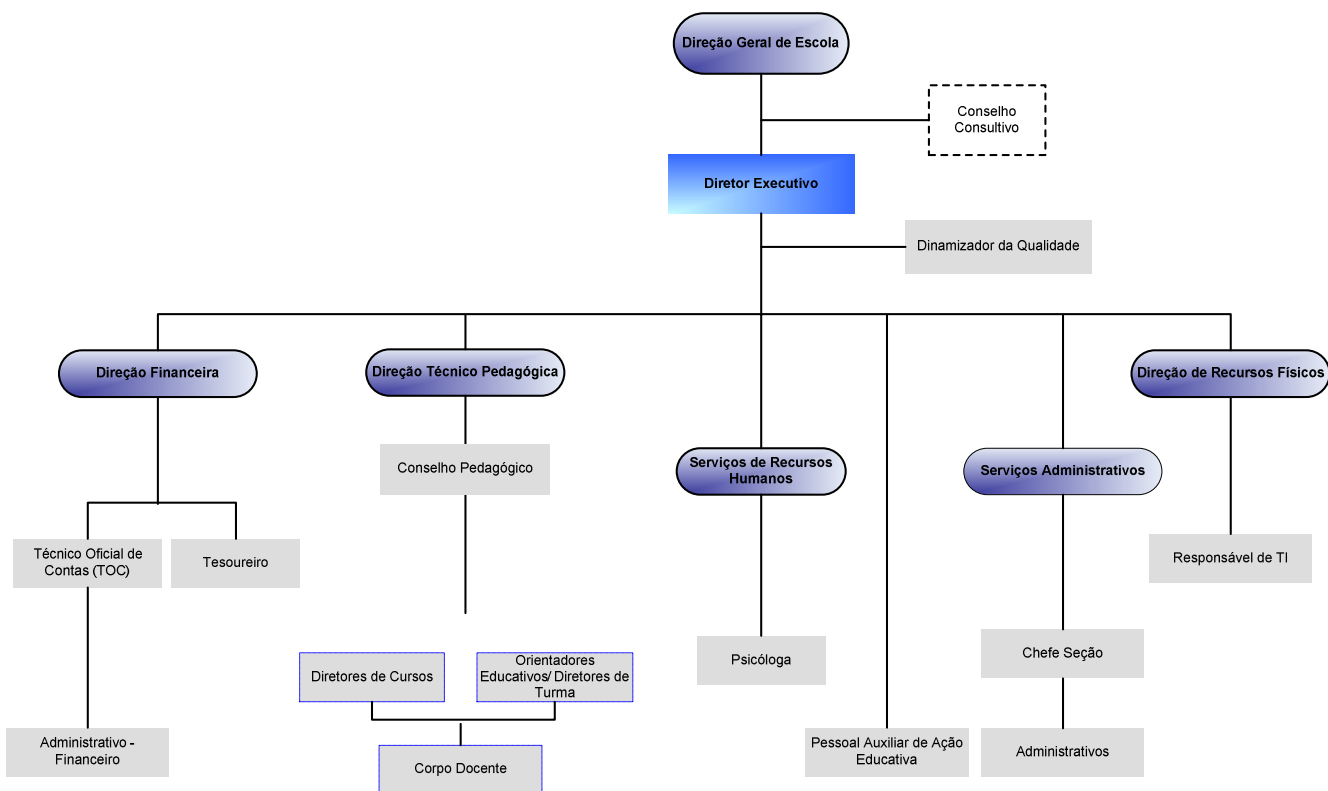 Direção Geral de Escola
Conselho
Consultivo
Diretor Executivo
Dinamizador da Qualidade
Direção Financeira
Direção Técnico Pedagógica
Direção de Recursos Físicos
Conselho Pedagógico
Serviços de Recursos
Humanos
Serviços Administrativos
Técnico Oficial de
Contas (TOC)
Tesoureiro
Responsável de TI
Diretores de Cursos
Orientadores
Educativos/ Diretores de
Turma
Psicóloga
Chefe Seção
Administrativo -
Financeiro
Corpo Docente
Pessoal Auxiliar de Ação
Educativa
Administrativos